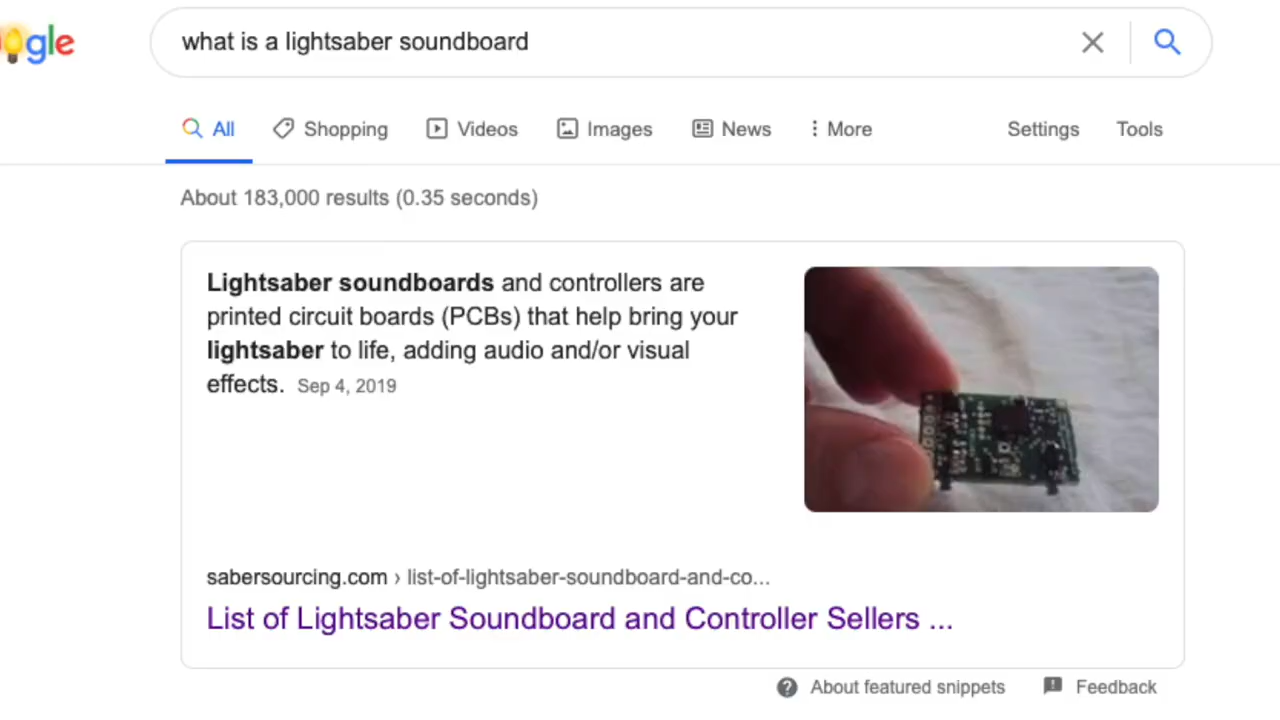 gle what is a lightsaber soundboard
All Shopping Videos Images News More Settings Tools
About 183,000 results (0.35 seconds)
Lightsaber soundboards and controllers are
printed circuit boards (PCBs) that help bring your
lightsaber to life, adding audio and/or visual
effects. Sep 4, 2019
sabersourcing.com › list-of-lightsaber-soundboard-and-co...
List of Lightsaber Soundboard and Controller Sellers ...
About featured snippets Feedback